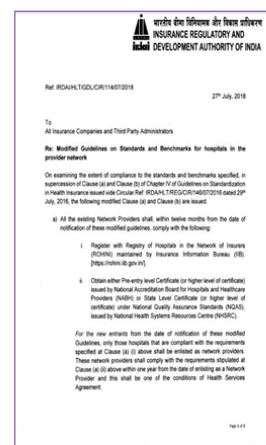 भारतीय बीमा विनियामक और विकास प्राधिकरण
INSURANCE REGULATORY AND
irdai DEVELOPMENT AUTHORITY OF INDIA
Ref: IRDAI/HLT/GDL/CIR/114/07/2018
27th July, 2018
To
All Insurance Companies and Third Party Administrators
Re: Modified Guidelines on Standards and Benchmarks for hospitals in the
provider network
On examining the extent of compliance to the standards and benchmarks specified, in
supercession of Clause (a) and Clause (b) of Chapter IV of Guidelines on Standardization
in Health Insurance issued vide Circular Ref: IRDA/HLT/REG/CIR/146/07/2016 dated 29th
July, 2016, the following modified Clause (a) and Clause (b) are issued:
a) All the existing Network Providers shall, within twelve months from the date of
notification of these modified guidelines, comply with the following:
i. Register with Registry of Hospitals in the Network of Insurers
(ROHINI) maintained by Insurance Information Bureau (IIB).
[https://rohini.iib.gov.in/].
ii Obtain either Pre-entry level Certificate (or higher level of certificate)
issued by National Accreditation Board for Hospitals and Healthcare
Providers (NABH) or State Level Certificate (or higher level of
certificate) under National Quality Assurance Standards (NQAS),
issued by National Health Systems Resources Centre (NHSRC).
For the new entrants from the date of notification of these modified
Guidelines, only those hospitals that are compliant with the requirements
specified at Clause (a) (i) above shall be enlisted as network providers.
These network providers shall comply with the requirements stipulated at
Clause (a) (ii) above within one year from the date of enlisting as a Network
Provider and this shall be one of the conditions of Health Services
Agreement.
Page 1 of 3